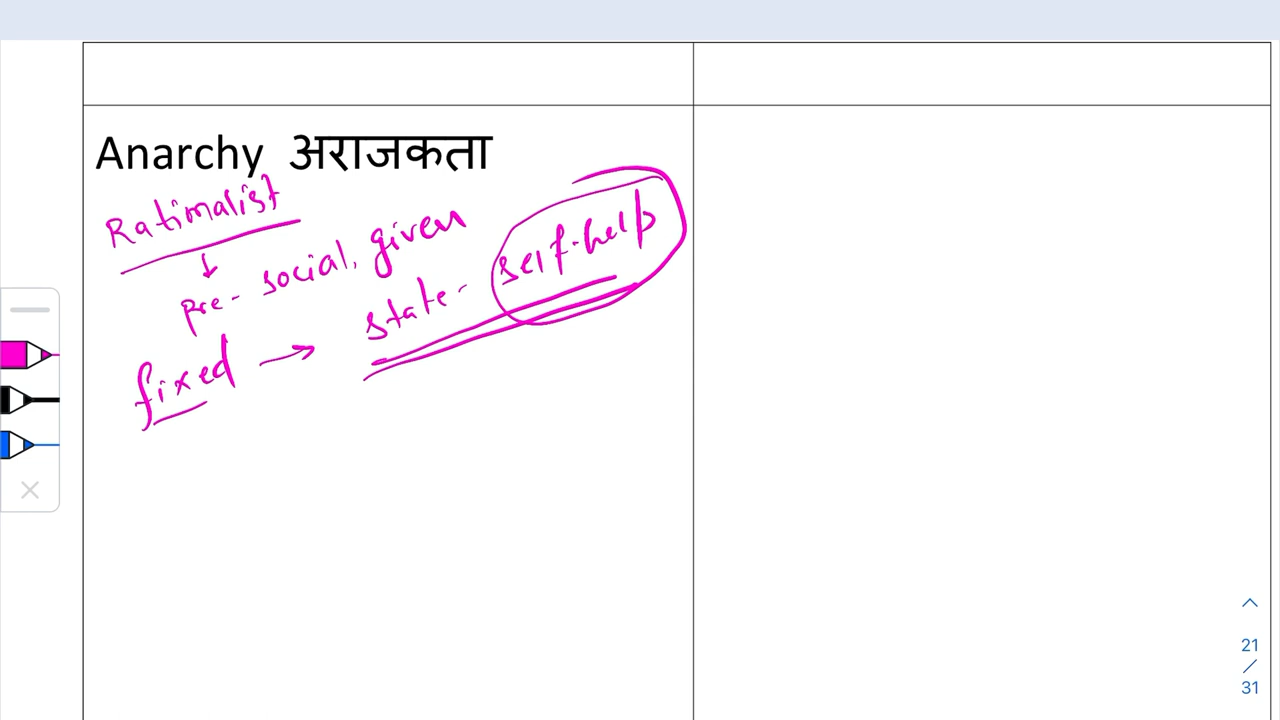 Anarchy अराजकता
Rationalist
pre-social, given
fixed → state - self-help
21
/
31